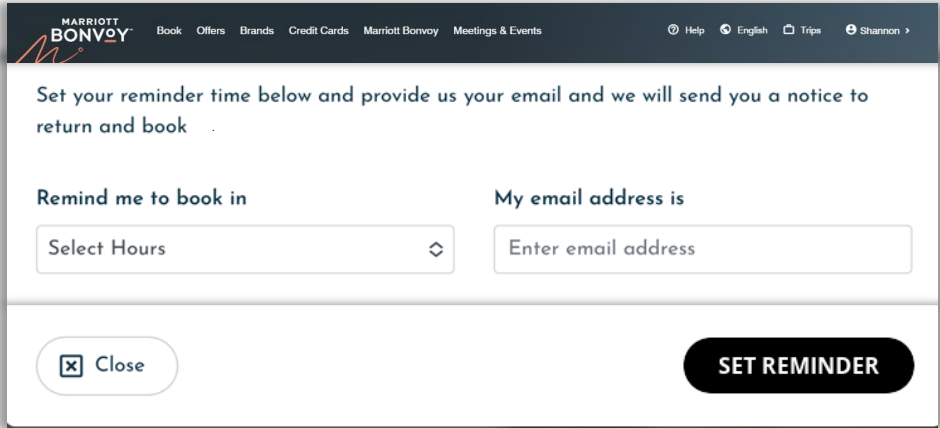 MARRIOTT
BONVOY
Book Offers Brands Credit Cards Marriott Bonvoy Meetings & Events Help English Trips Shannon
Set your reminder time below and provide us your email and we will send you a notice to
return and book .
Remind me to book in
My email address is
Select Hours
Enter email address
Close
SET REMINDER